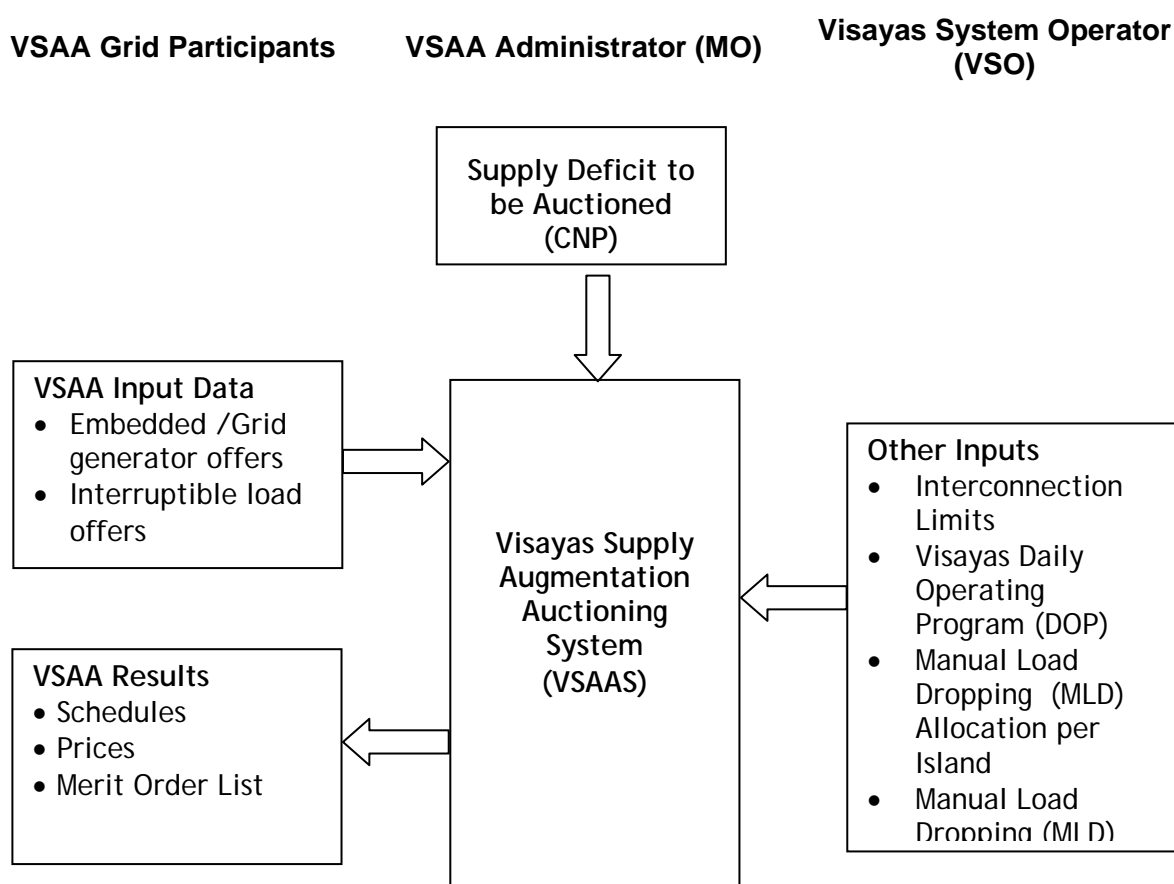 VSAA Grid Participants
VSAA Administrator (MO)
Visayas System Operator
(VSO)
Supply Deficit to
be Auctioned
(CNP)
VSAA Input Data
• Embedded /Grid
generator offers
• Interruptible load
offers
Visayas Supply
Augmentation
Auctioning
System
(VSAAS)
Other Inputs
• Interconnection
Limits
• Visayas Daily
Operating
Program (DOP)
• Manual Load
Dropping (MLD)
Allocation per
Island
• Manual Load
Dropping (MLD)
VSAA Results
• Schedules
• Prices
• Merit Order List